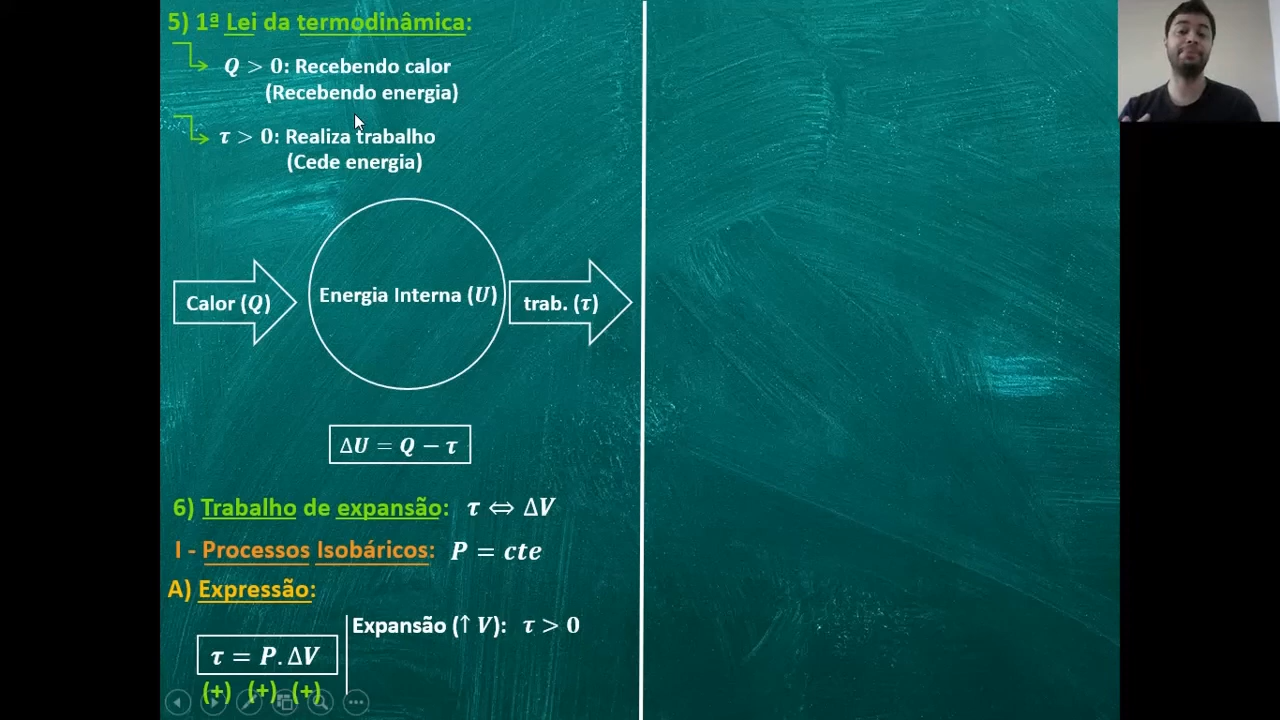 5) 1ª Lei da termodinâmica:
Q > 0: Recebendo calor
(Recebendo energia)
τ > 0: Realiza trabalho
(Cede energia)
Calor (Q)
Energia Interna (U)
trab. (τ)
ΔU = Q − τ
6) Trabalho de expansão: τ ⇔ ΔV
I - Processos Isobáricos: P = cte
A) Expressão:
Expansão (↑ V): τ > 0
τ = P. ΔV
(+) (+) (+)